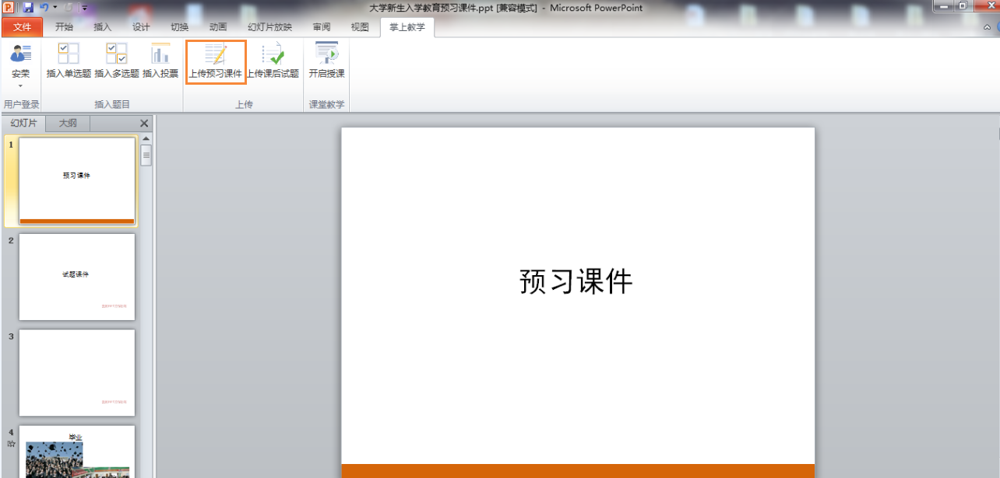 大学新生入学教育预习课件.ppt [兼容模式] - Microsoft PowerPoint
文件 开始 插入 设计 切换 动画 幻灯片放映 审阅 视图 掌上教学
安荣 插入单选题 插入多选题 插入投票 上传预习课件 上传课后试题 开启授课
用户登录 插入题目 上传 课堂教学
幻灯片 大纲
1
预习课件
2
试题课件
3
4
毕业
预习课件